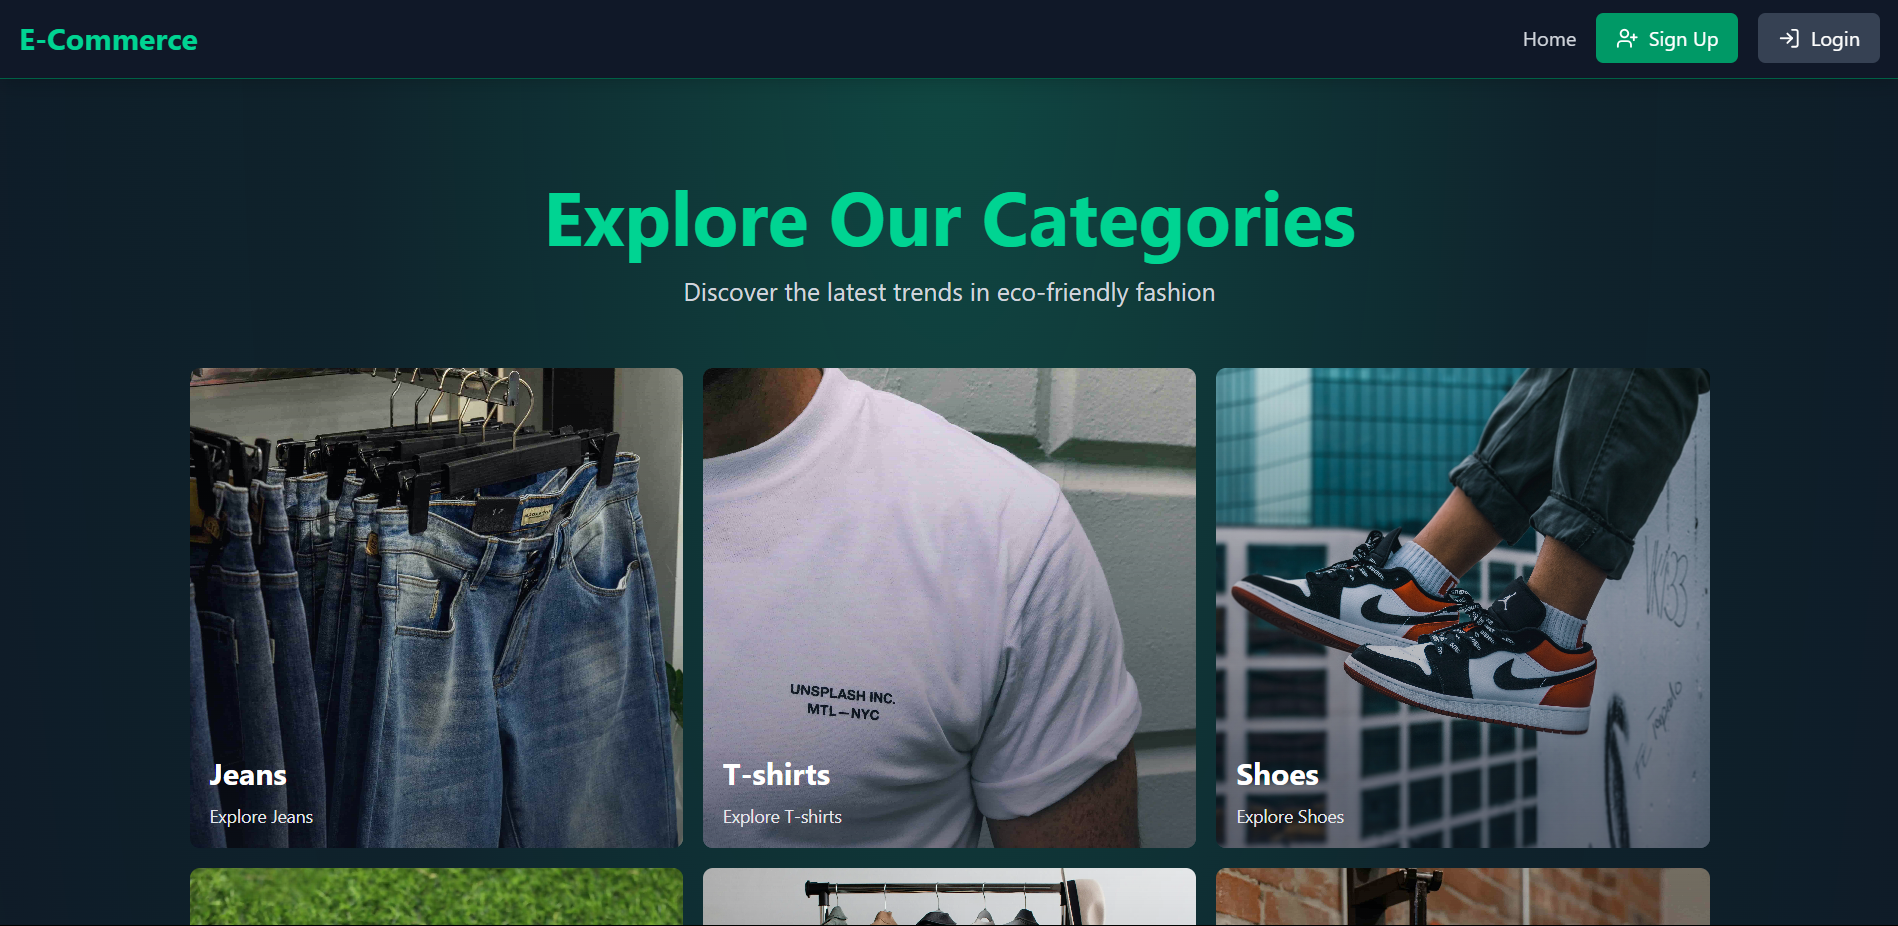 E-Commerce
Home
Sign Up
Login
Explore Our Categories
Discover the latest trends in eco-friendly fashion
UNSPLASH INC.
MTL—NYC
Jeans
Explore Jeans
T-shirts
Explore T-shirts
Shoes
Explore Shoes